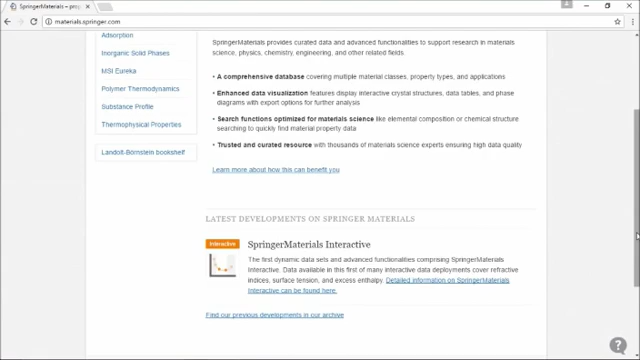 SpringerMaterials – prop
materials.springer.com
Adsorption
Inorganic Solid Phases
MSI Eureka
Polymer Thermodynamics
Substance Profile
Thermophysical Properties
Landolt-Börnstein bookshelf
SpringerMaterials provides curated data and advanced functionalities to support research in materials
science, physics, chemistry, engineering, and other related fields.
• A comprehensive database covering multiple material classes, property types, and applications
• Enhanced data visualization features display interactive crystal structures, data tables, and phase
diagrams with export options for further analysis
• Search functions optimized for materials science like elemental composition or chemical structure
searching to quickly find material property data
• Trusted and curated resource with thousands of materials science experts ensuring high data quality
Learn more about how this can benefit you
LATEST DEVELOPMENTS ON SPRINGER MATERIALS
Interactive
SpringerMaterials Interactive
The first dynamic data sets and advanced functionalities comprising SpringerMaterials
Interactive. Data available in this first of many interactive data deployments cover refractive
indices, surface tension, and excess enthalpy. Detailed information on SpringerMaterials
Interactive can be found here.
Find our previous developments in our archive
?